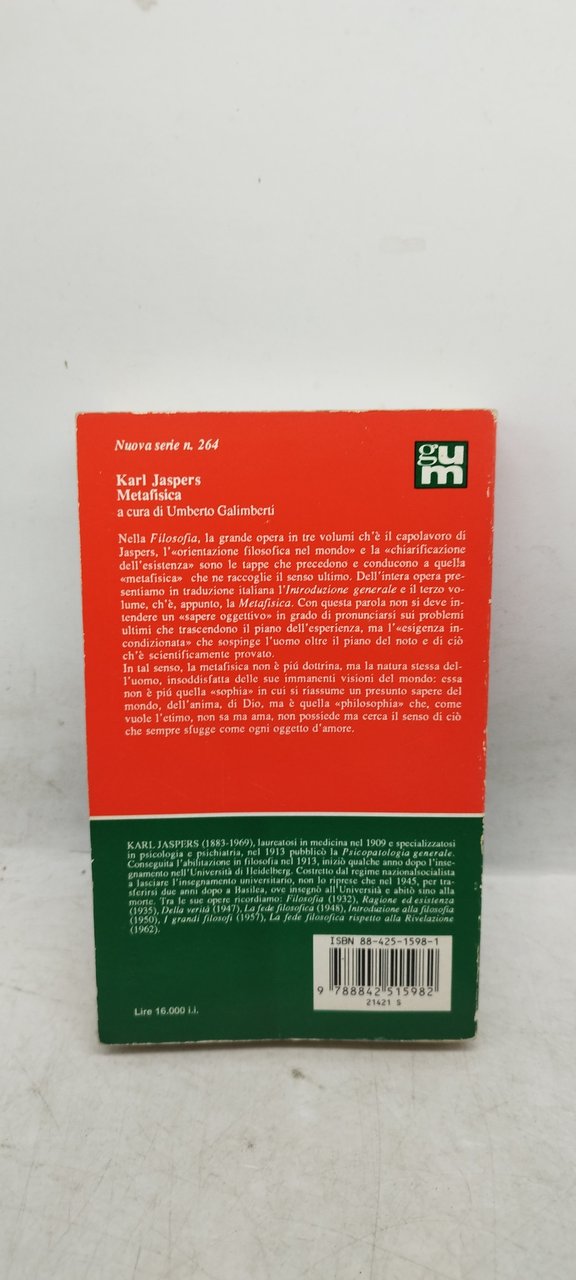 Nuova serie n. 264
gum
Karl Jaspers
Metafisica
a cura di Umberto Galimberti
Nella Filosofia, la grande opera in tre volumi ch'è il capolavoro di
Jaspers, l'«orientazione filosofica nel mondo» e la «chiarificazione
dell'esistenza» sono le tappe che precedono e conducono a quella
«metafisica» che ne raccoglie il senso ultimo. Dell'intera opera pre-
sentiamo in traduzione italiana l'Introduzione generale e il terzo vo-
lume, ch'è, appunto, la Metafisica. Con questa parola non si deve in-
tendere un «sapere oggettivo» in grado di pronunciarsi sui problemi
ultimi che trascendono il piano dell'esperienza, ma l'«esigenza in-
condizionata» che sospinge l'uomo oltre il piano del noto e di ciò
ch'è scientificamente provato.
In tal senso, la metafisica non è piú dottrina, ma la natura stessa del-
l'uomo, insoddisfatta delle sue immanenti visioni del mondo: essa
non è piú quella «sophia» in cui si riassume un presunto sapere del
mondo, dell'anima, di Dio, ma è quella «philosophia» che, come
vuole l'etimo, non sa ma ama, non possiede ma cerca il senso di ciò
che sempre sfugge come ogni oggetto d'amore.
KARL JASPERS (1883-1969), laureatosi in medicina nel 1909 e specializzatosi
in psicologia e psichiatria, nel 1913 pubblicò la Psicopatologia generale.
Conseguita l'abilitazione in filosofia nel 1913, iniziò qualche anno dopo l'inse-
gnamento nell'Università di Heidelberg. Costretto dal regime nazionalsocialista
a lasciare l'insegnamento universitario, non lo riprese che nel 1945, per tra-
sferirsi due anni dopo a Basilea, ove insegnò all'Università e abitò sino alla
morte. Tra le sue opere ricordiamo: Filosofia (1932), Ragione ed esistenza
(1935), Della verità (1947), La fede filosofica (1948), Introduzione alla filosofia
(1950), I grandi filosofi (1957), La fede filosofica rispetto alla Rivelazione
(1962).
ISBN 88-425-1598-1
9 788842 515982
21421 S
Lire 16.000 i.i.